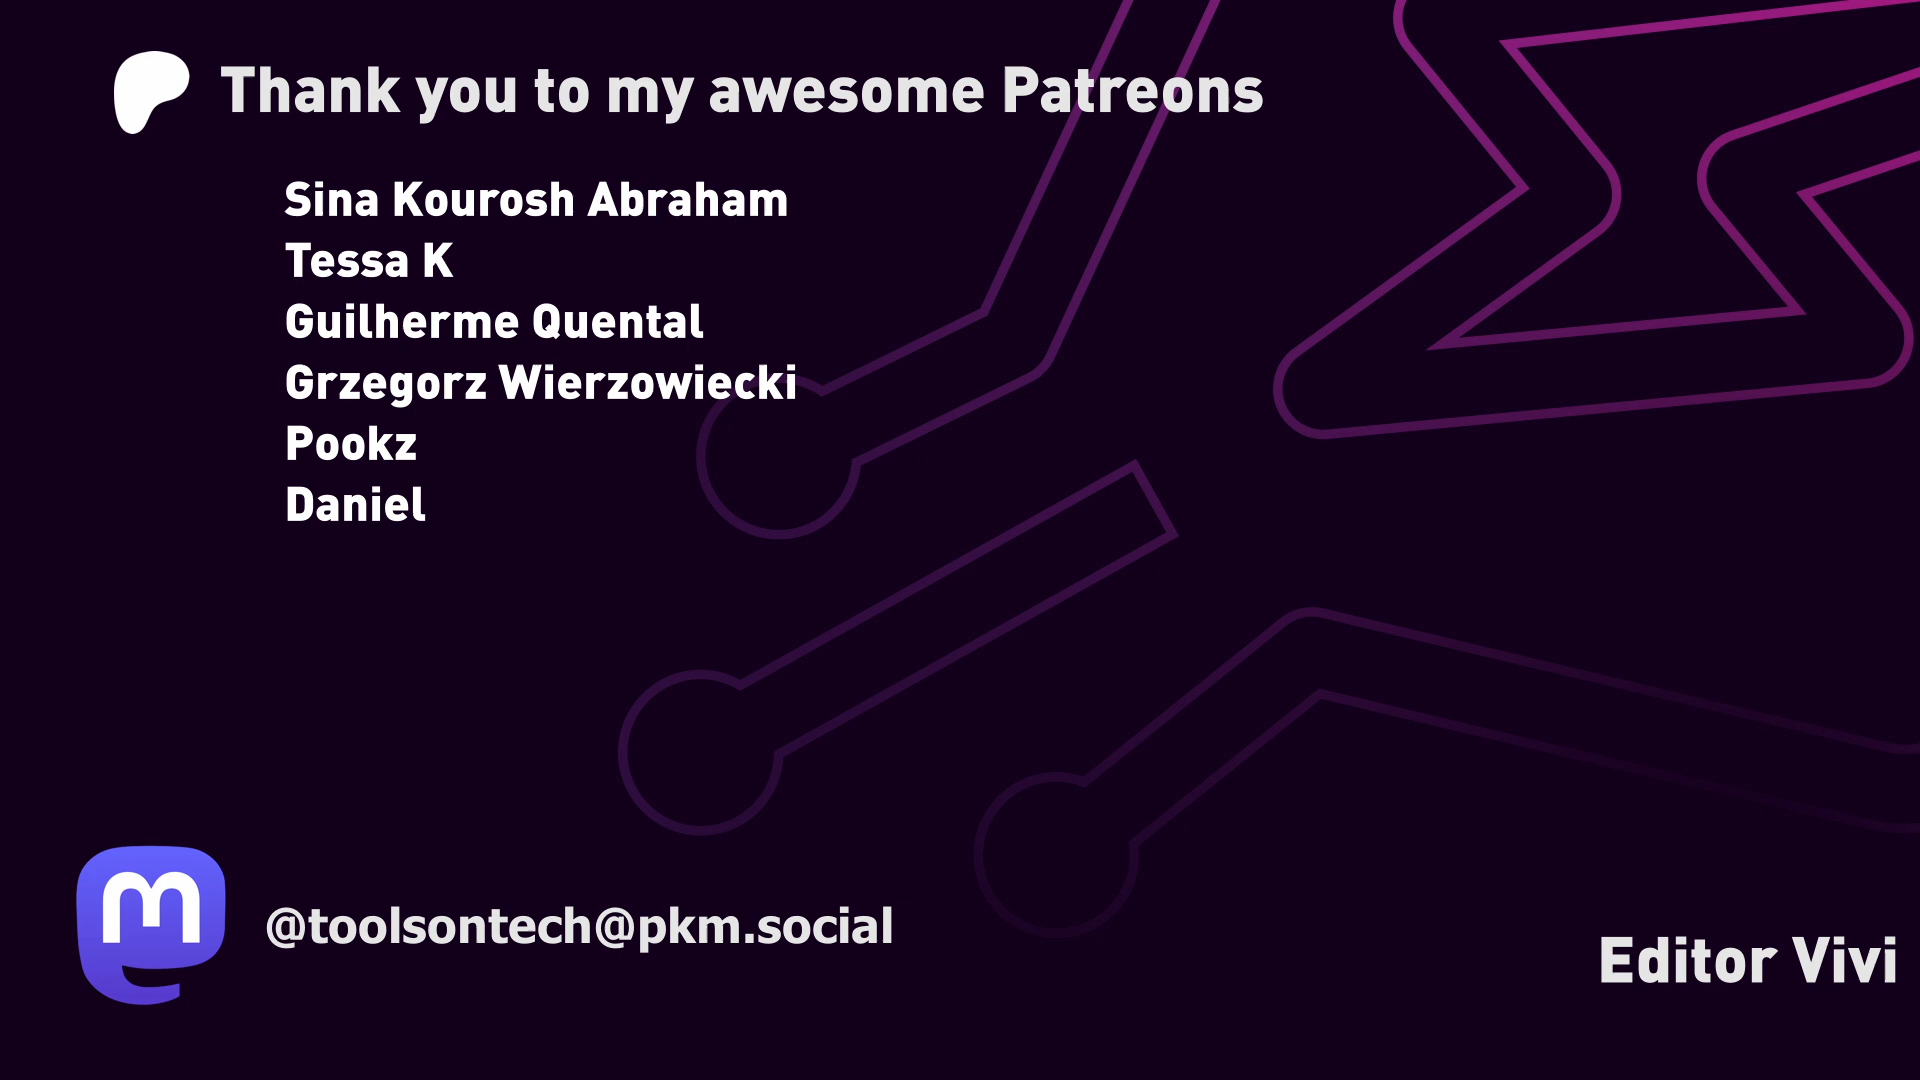 Thank you to my awesome Patreons
Sina Kourosh Abraham
Tessa K
Guilherme Quental
Grzegorz Wierzowiecki
Pookz
Daniel
@toolsontech@pkm.social
Editor Vivi